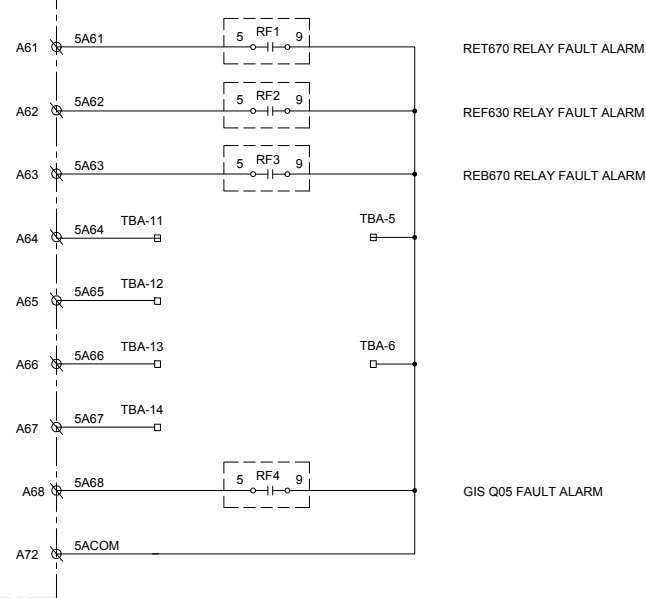 A61 5A61 5 RF1 9 RET670 RELAY FAULT ALARM
A62 5A62 5 RF2 9 REF630 RELAY FAULT ALARM
A63 5A63 5 RF3 9 REB670 RELAY FAULT ALARM
A64 5A64 TBA-11 TBA-5
A65 5A65 TBA-12
A66 5A66 TBA-13 TBA-6
A67 5A67 TBA-14
A68 5A68 5 RF4 9 GIS Q05 FAULT ALARM
A72 5ACOM